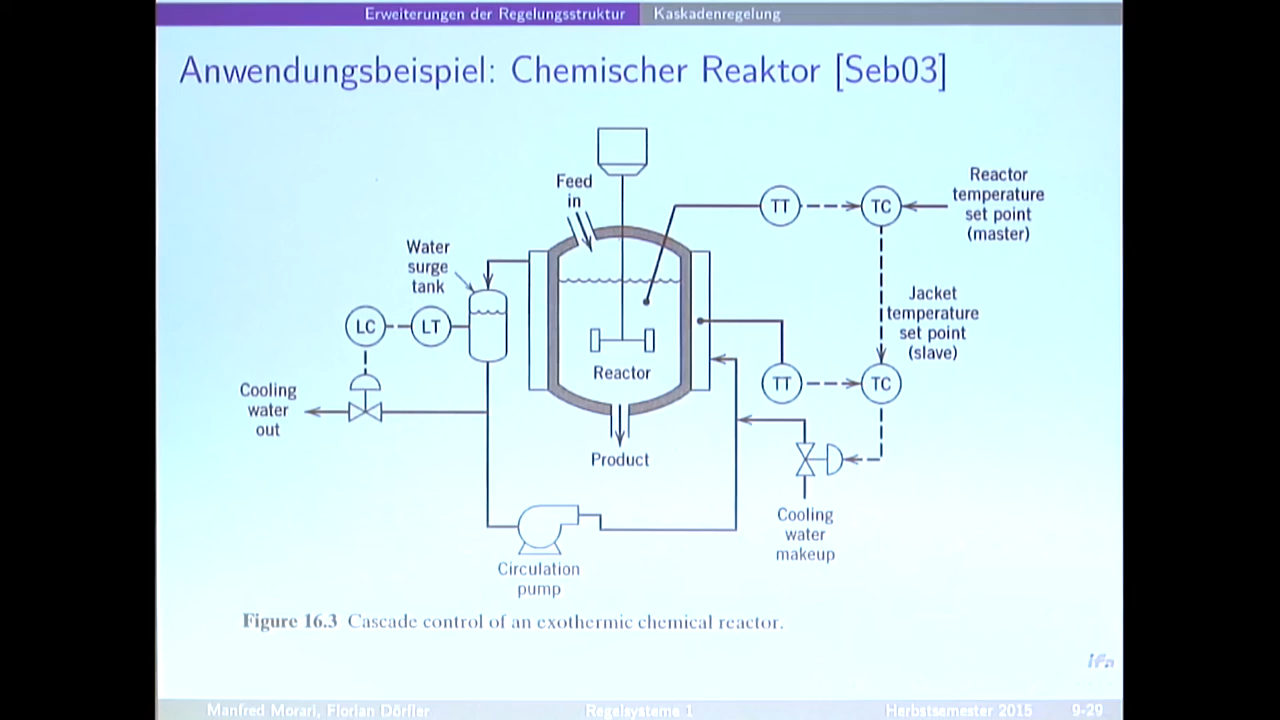 Erweiterungen der Regelungsstruktur Kaskadenregelung
Anwendungsbeispiel: Chemischer Reaktor [Seb03]
Feed
in
Water
surge
tank
LC
LT
Cooling
water
out
Reactor
Product
Circulation
pump
TT
TC
Reactor
temperature
set point
(master)
Jacket
temperature
set point
(slave)
TT
TC
Cooling
water
makeup
Figure 16.3 Cascade control of an exothermic chemical reactor.
ifa
Manfred Morari, Florian Dörfler Regelsysteme 1 Herbstsemester 2015 9-29